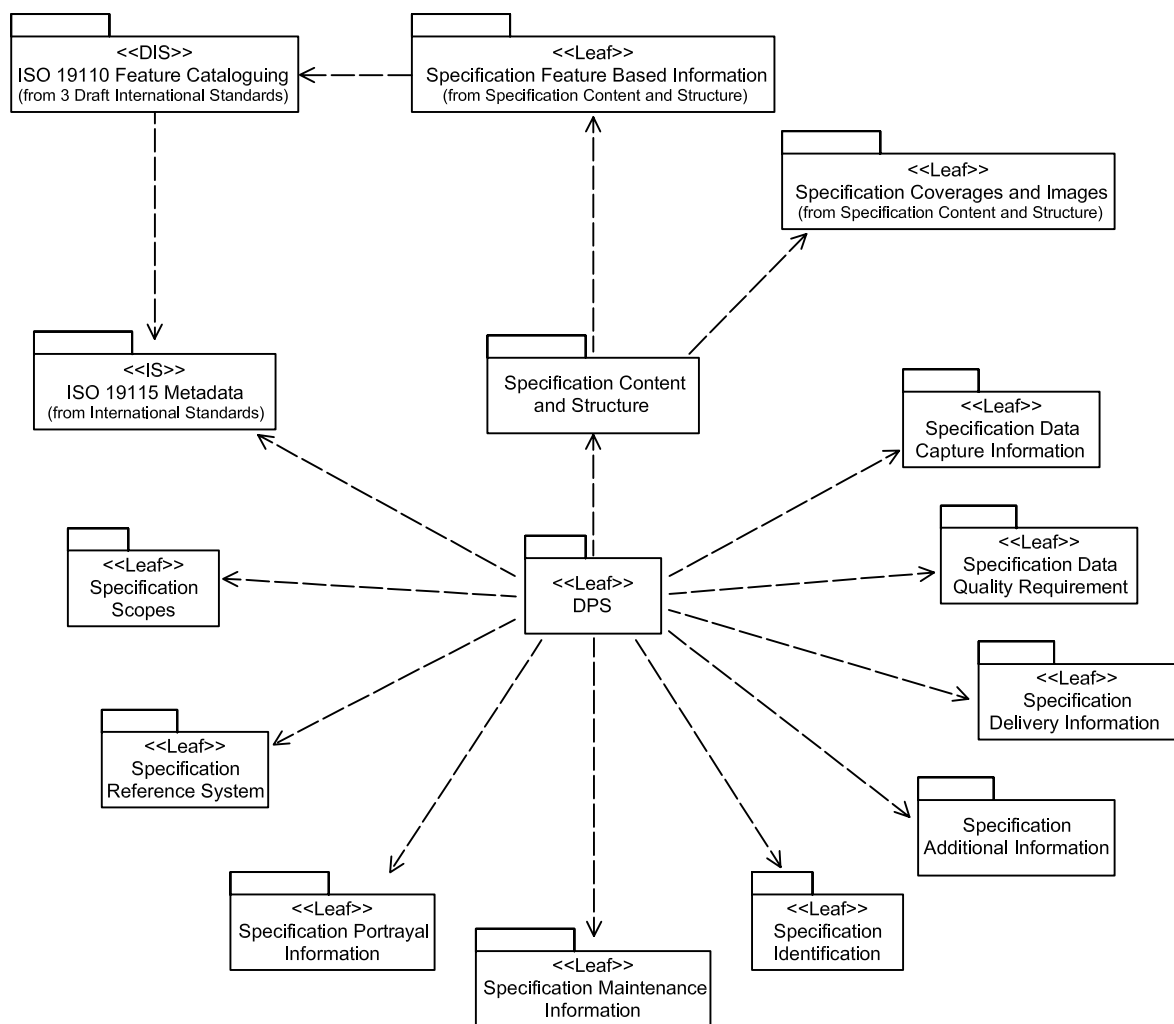 <<DIS>>
ISO 19110 Feature Cataloguing
(from 3 Draft International Standards)
<<Leaf>>
Specification Feature Based Information
(from Specification Content and Structure)
<<Leaf>>
Specification Coverages and Images
(from Specification Content and Structure)
<<IS>>
ISO 19115 Metadata
(from International Standards)
Specification Content
and Structure
<<Leaf>>
Specification Data
Capture Information
<<Leaf>>
Specification
Scopes
<<Leaf>>
DPS
<<Leaf>>
Specification Data
Quality Requirement
<<Leaf>>
Specification
Delivery Information
<<Leaf>>
Specification
Reference System
Specification
Additional Information
<<Leaf>>
Specification Portrayal
Information
<<Leaf>>
Specification Maintenance
Information
<<Leaf>>
Specification
Identification